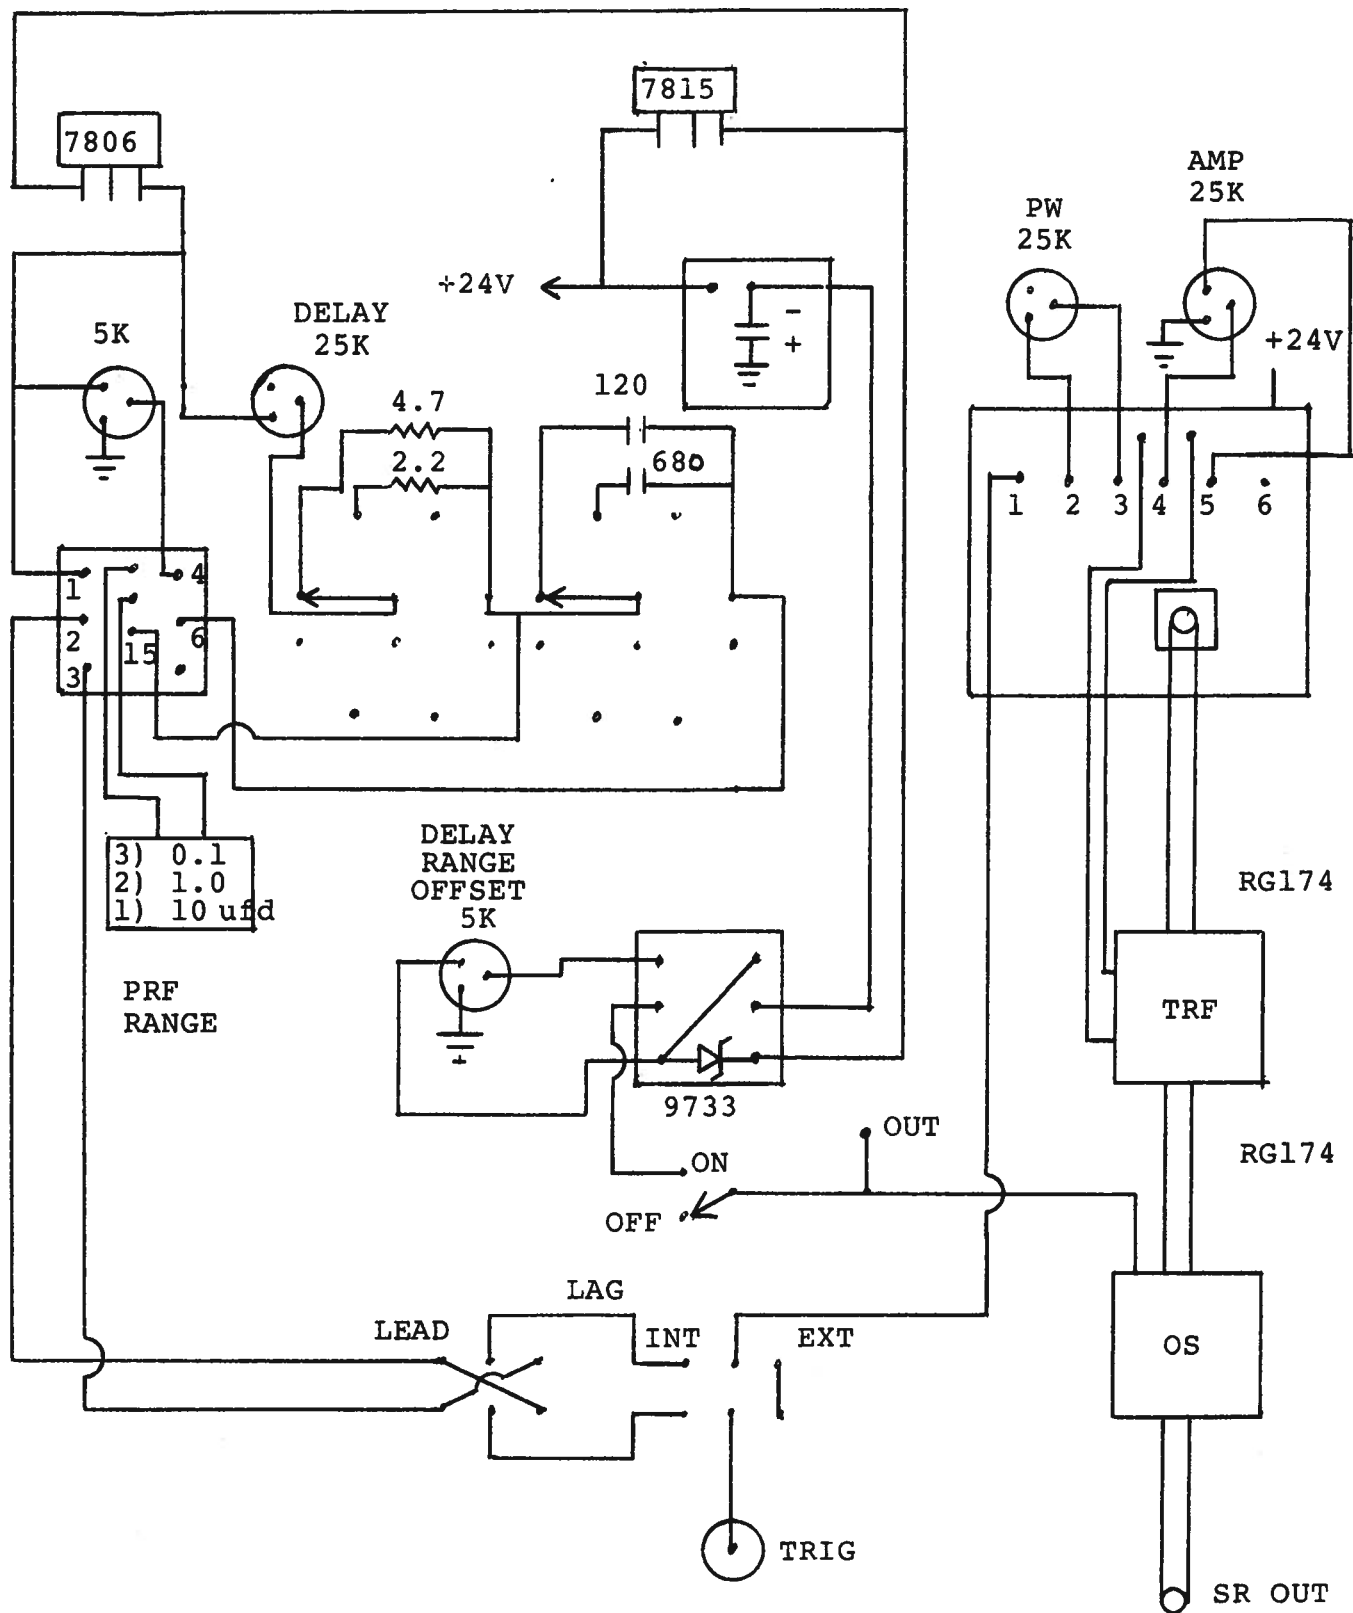 7815
7806
AMP
25K
PW
25K
+24V
DELAY
25K
5K
+24V
-
+
120
4.7
680
2.2
1
2
3
4
5
6
1
4
2
15
6
3
3) 0.1
2) 1.0
1) 10 ufd
PRF
RANGE
DELAY
RANGE
OFFSET
5K
RG174
TRF
9733
OUT
RG174
ON
OFF
LAG
LEAD
INT
EXT
OS
TRIG
SR OUT